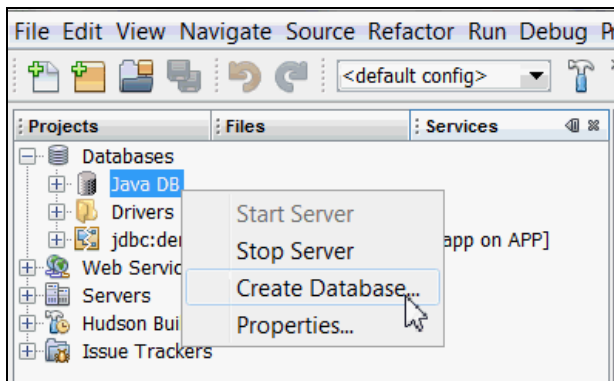 File Edit View Navigate Source Refactor Run Debug
<default config>
Projects Files Services
Databases
Java DB
Drivers
Start Server
jdbc:der app on APP]
Stop Server
Web Servic
Create Database...
Servers
Hudson Bui
Properties...
Issue Trackers